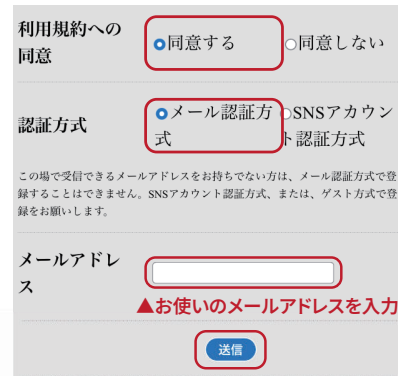 利用規約への
同意
同意する
同意しない
認証方式
メール認証方
式
SNSアカウン
ト認証方式
この場で受信できるメールアドレスをお持ちでない方は、メール認証方式で登
録することはできません。SNSアカウント認証方式、または、ゲスト方式で登
録をお願いします。
メールアドレ
ス
▲お使いのメールアドレスを入力
送信